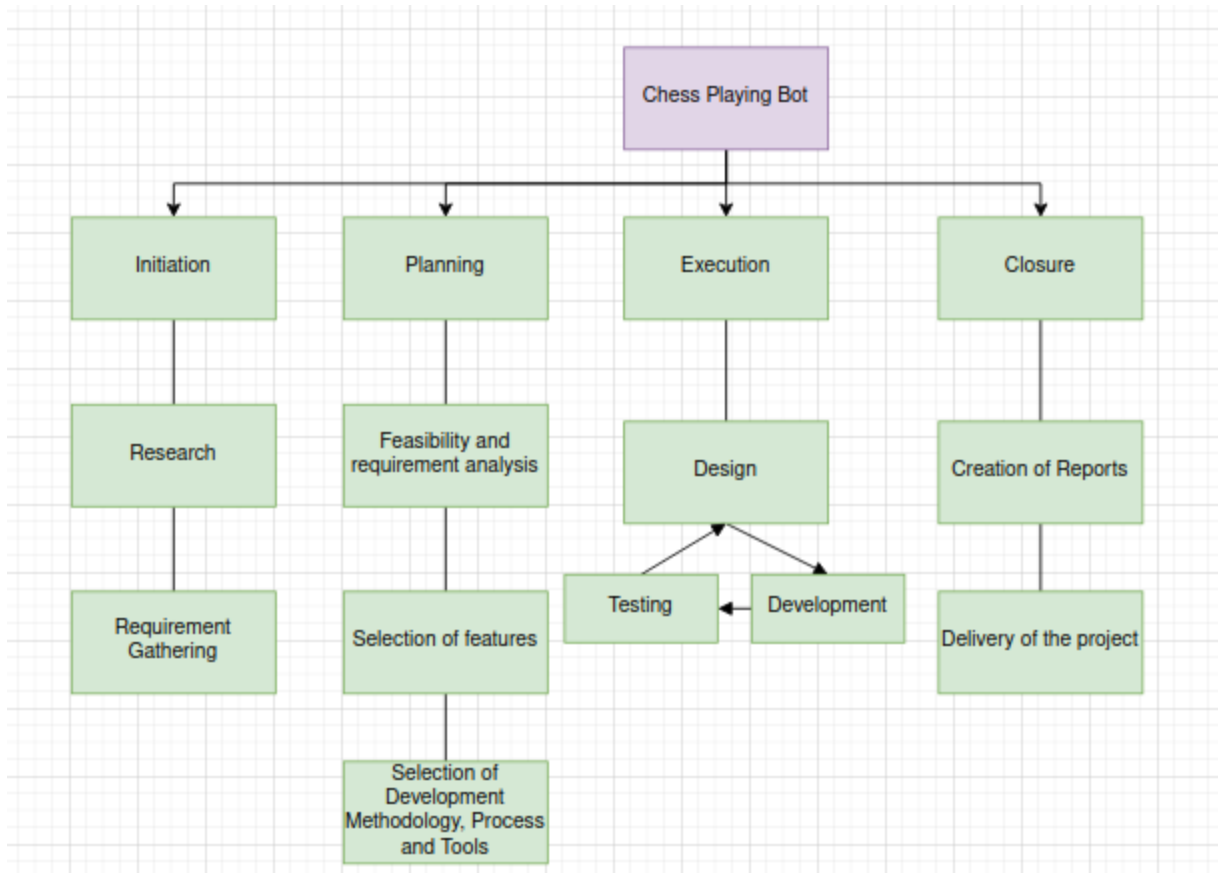 Chess Playing Bot
Initiation
Planning
Execution
Closure
Research
Feasibility and
requirement analysis
Design
Creation of Reports
Testing
Development
Requirement
Gathering
Selection of features
Delivery of the project
Selection of
Development
Methodology, Process
and Tools